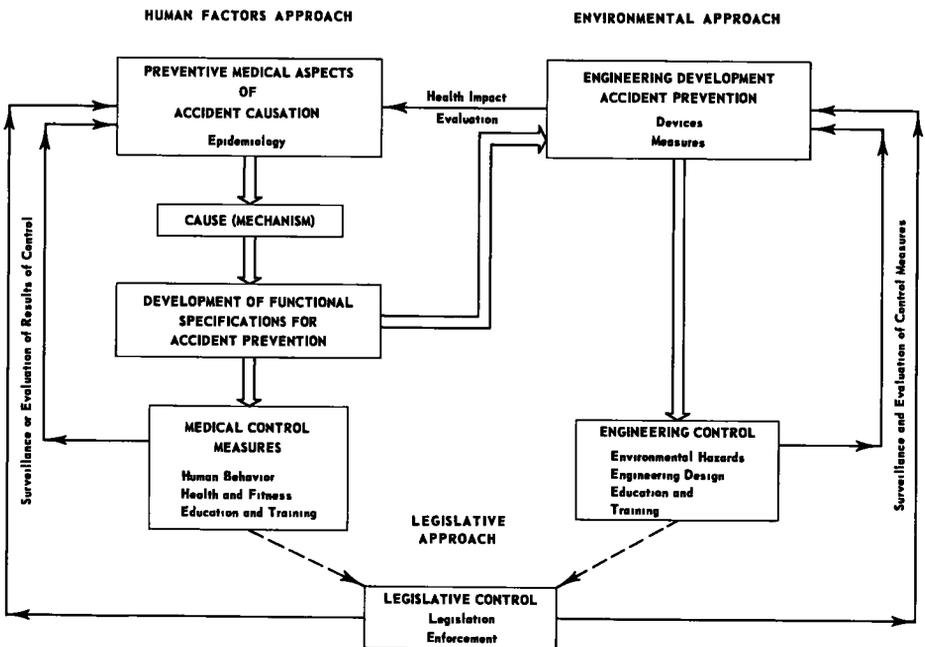 HUMAN FACTORS APPROACH
ENVIRONMENTAL APPROACH
PREVENTIVE MEDICAL ASPECTS
OF
ACCIDENT CAUSATION
Epidemiology
Health Impact
Evaluation
ENGINEERING DEVELOPMENT
ACCIDENT PREVENTION
Devices
Measures
CAUSE (MECHANISM)
DEVELOPMENT OF FUNCTIONAL
SPECIFICATIONS FOR
ACCIDENT PREVENTION
Surveillance or Evaluation of Results of Control
Surveillance and Evaluation of Control Measures
MEDICAL CONTROL
MEASURES
Human Behavior
Health and Fitness
Education and Training
ENGINEERING CONTROL
Environmental Hazards
Engineering Design
Education and
Training
LEGISLATIVE
APPROACH
LEGISLATIVE CONTROL
Legislation
Enforcement